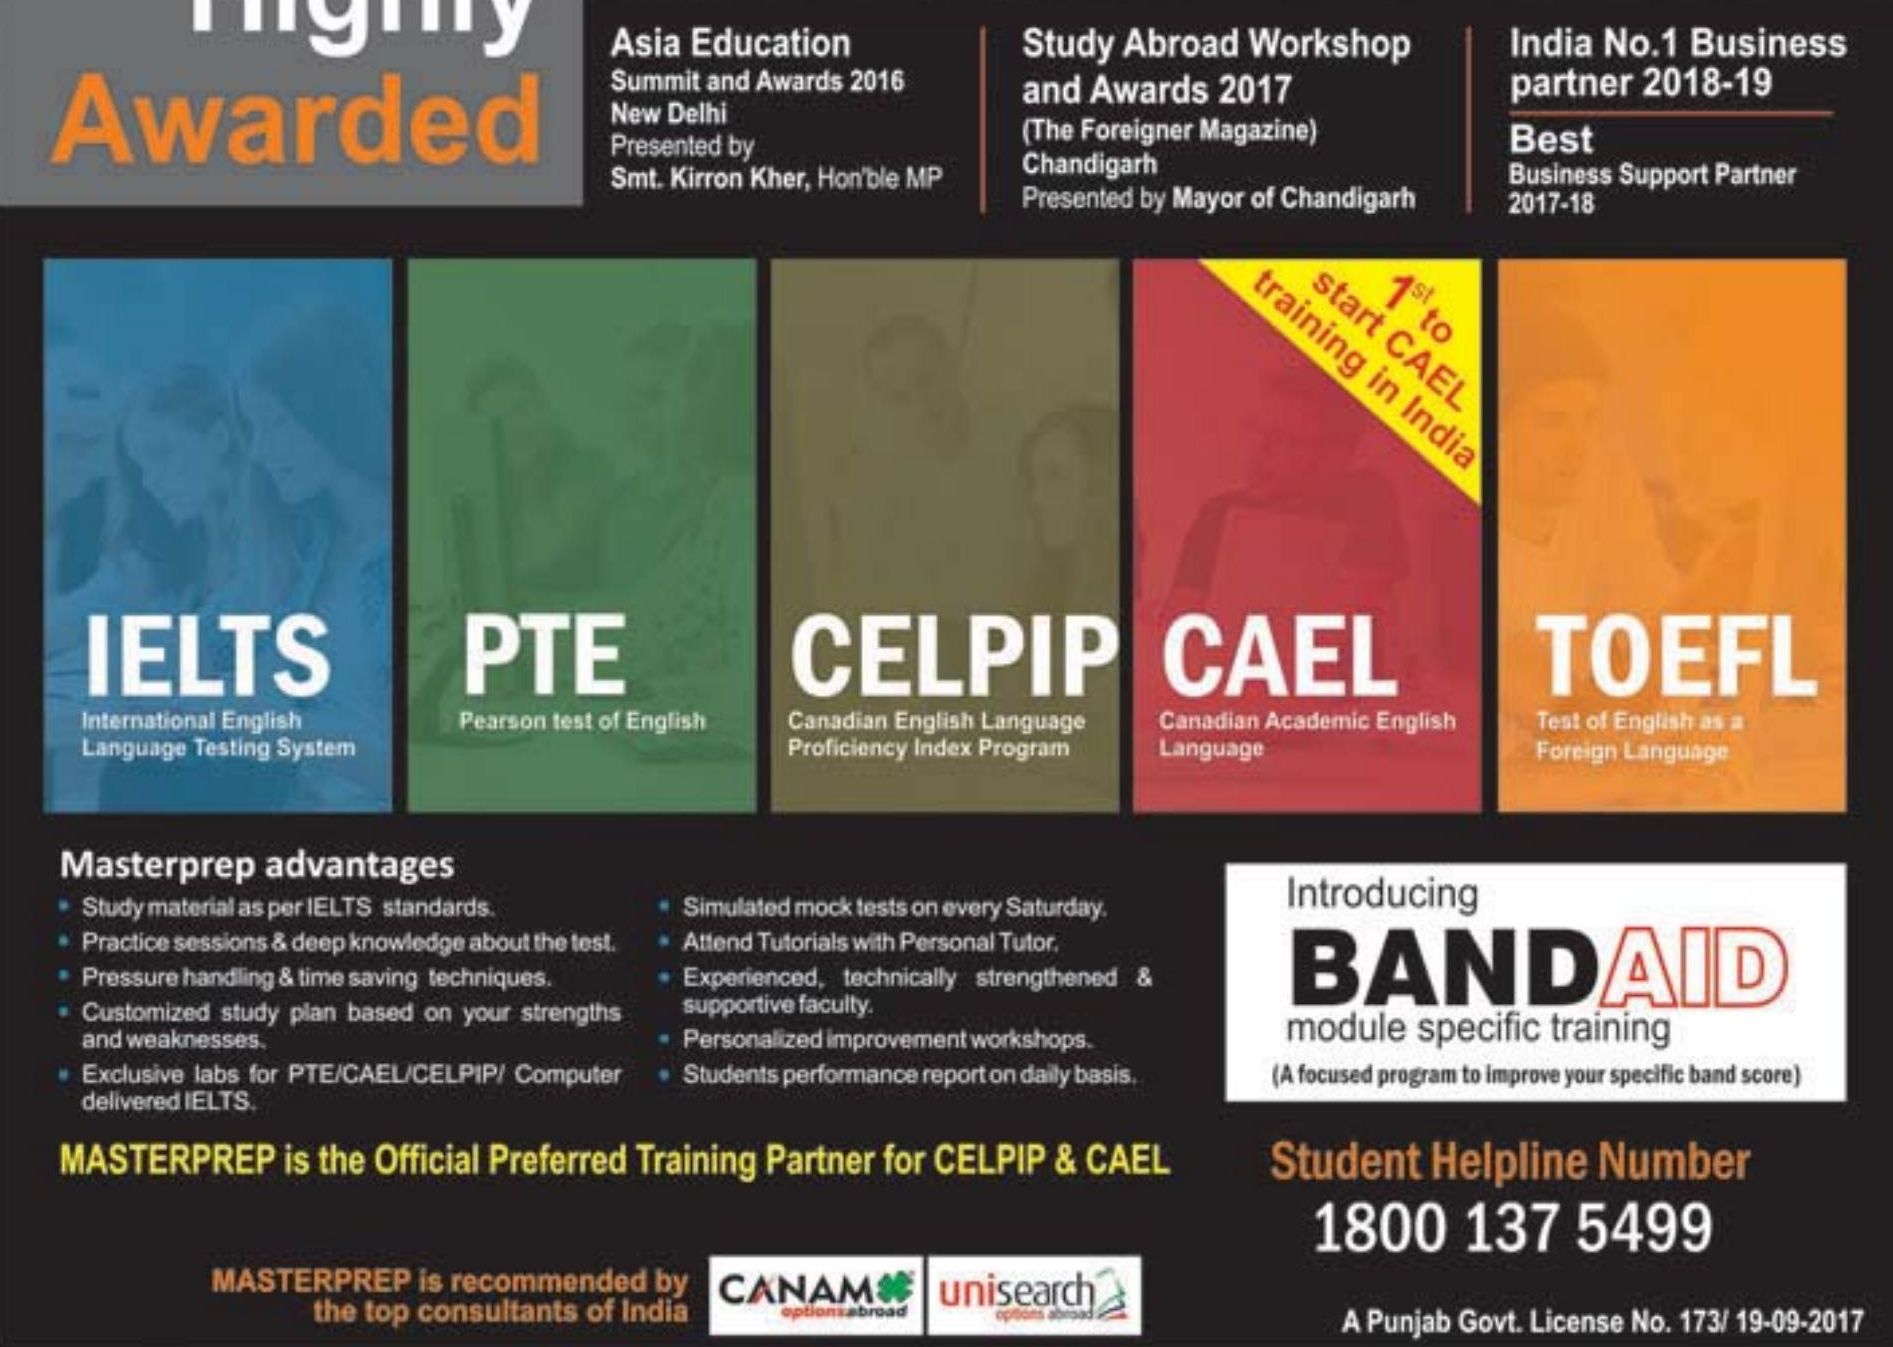 Highly
Awarded
Asia Education
Summit and Awards 2016
New Delhi
Presented by
Smt. Kirron Kher, Hon'ble MP
Study Abroad Workshop
and Awards 2017
(The Foreigner Magazine)
Chandigarh
Presented by Mayor of Chandigarh
India No.1 Business
partner 2018-19
Best
Business Support Partner
2017-18
IELTS
International English
Language Testing System
PTE
Pearson test of English
CELPIP
Canadian English Language
Proficiency Index Program
1st to
start CAEL
training in India
CAEL
Canadian Academic English
Language
TOEFL
Test of English as a
Foreign Language
Masterprep advantages
Study material as per IELTS standards.
Practice sessions & deep knowledge about the test.
Pressure handling & time saving techniques.
Customized study plan based on your strengths
and weaknesses.
Exclusive labs for PTE/CAEL/CELPIP/ Computer
delivered IELTS.
Simulated mock tests on every Saturday.
Attend Tutorials with Personal Tutor.
Experienced, technically strengthened &
supportive faculty.
Personalized improvement workshops.
Students performance report on daily basis.
Introducing
BANDAID
module specific training
(A focused program to improve your specific band score)
MASTERPREP is the Official Preferred Training Partner for CELPIP & CAEL
Student Helpline Number
1800 137 5499
MASTERPREP is recommended by
the top consultants of India
CANAM
optionsabroad
unisearch
options abroad
A Punjab Govt. License No. 173/ 19-09-2017